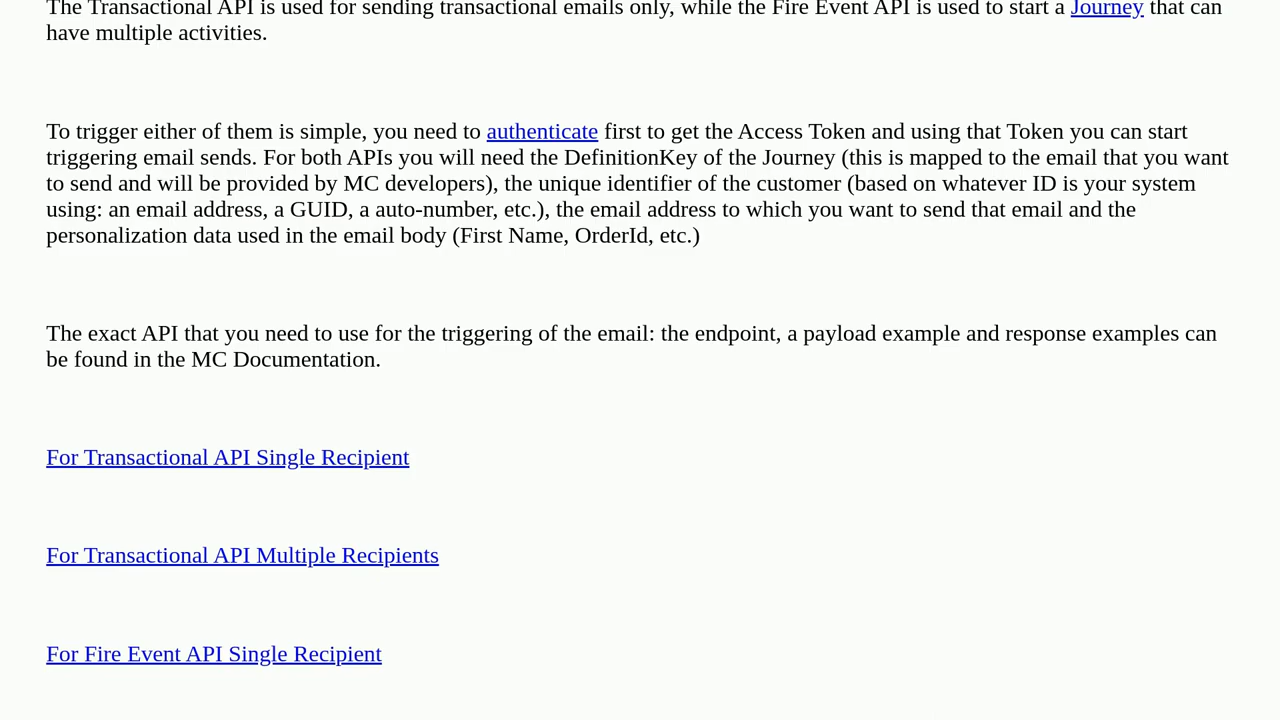 The Transactional API is used for sending transactional emails only, while the Fire Event API is used to start a Journey that can
have multiple activities.
To trigger either of them is simple, you need to authenticate first to get the Access Token and using that Token you can start
triggering email sends. For both APIs you will need the DefinitionKey of the Journey (this is mapped to the email that you want
to send and will be provided by MC developers), the unique identifier of the customer (based on whatever ID is your system
using: an email address, a GUID, a auto-number, etc.), the email address to which you want to send that email and the
personalization data used in the email body (First Name, OrderId, etc.)
The exact API that you need to use for the triggering of the email: the endpoint, a payload example and response examples can
be found in the MC Documentation.
For Transactional API Single Recipient
For Transactional API Multiple Recipients
For Fire Event API Single Recipient